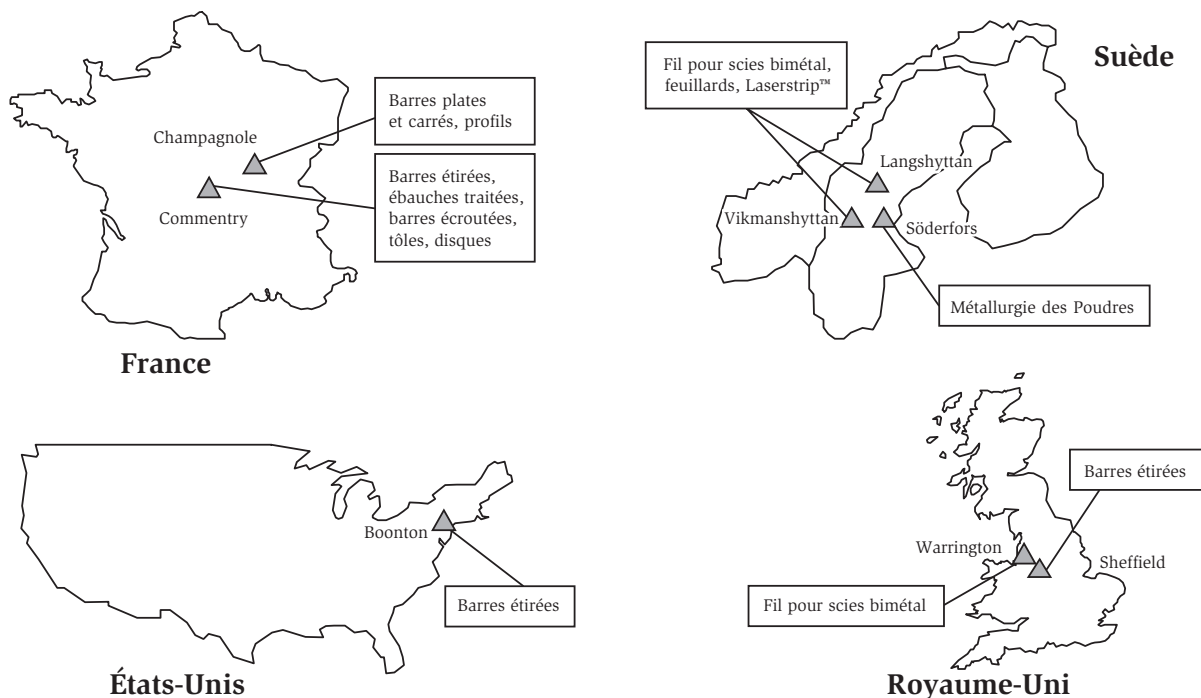 Suède
Fil pour scies bimétal,
feuillards, Laserstrip™
Barres plates
et carrés, profils
Champagnole
Barres étirées,
ébauches traitées,
barres écroutées,
tôles, disques
Commentry
Langshyttan
Vikmanshyttan
Söderfors
Métallurgie des Poudres
France
Barres étirées
Boonton
Warrington
Sheffield
Barres étirées
Fil pour scies bimétal
États-Unis
Royaume-Uni